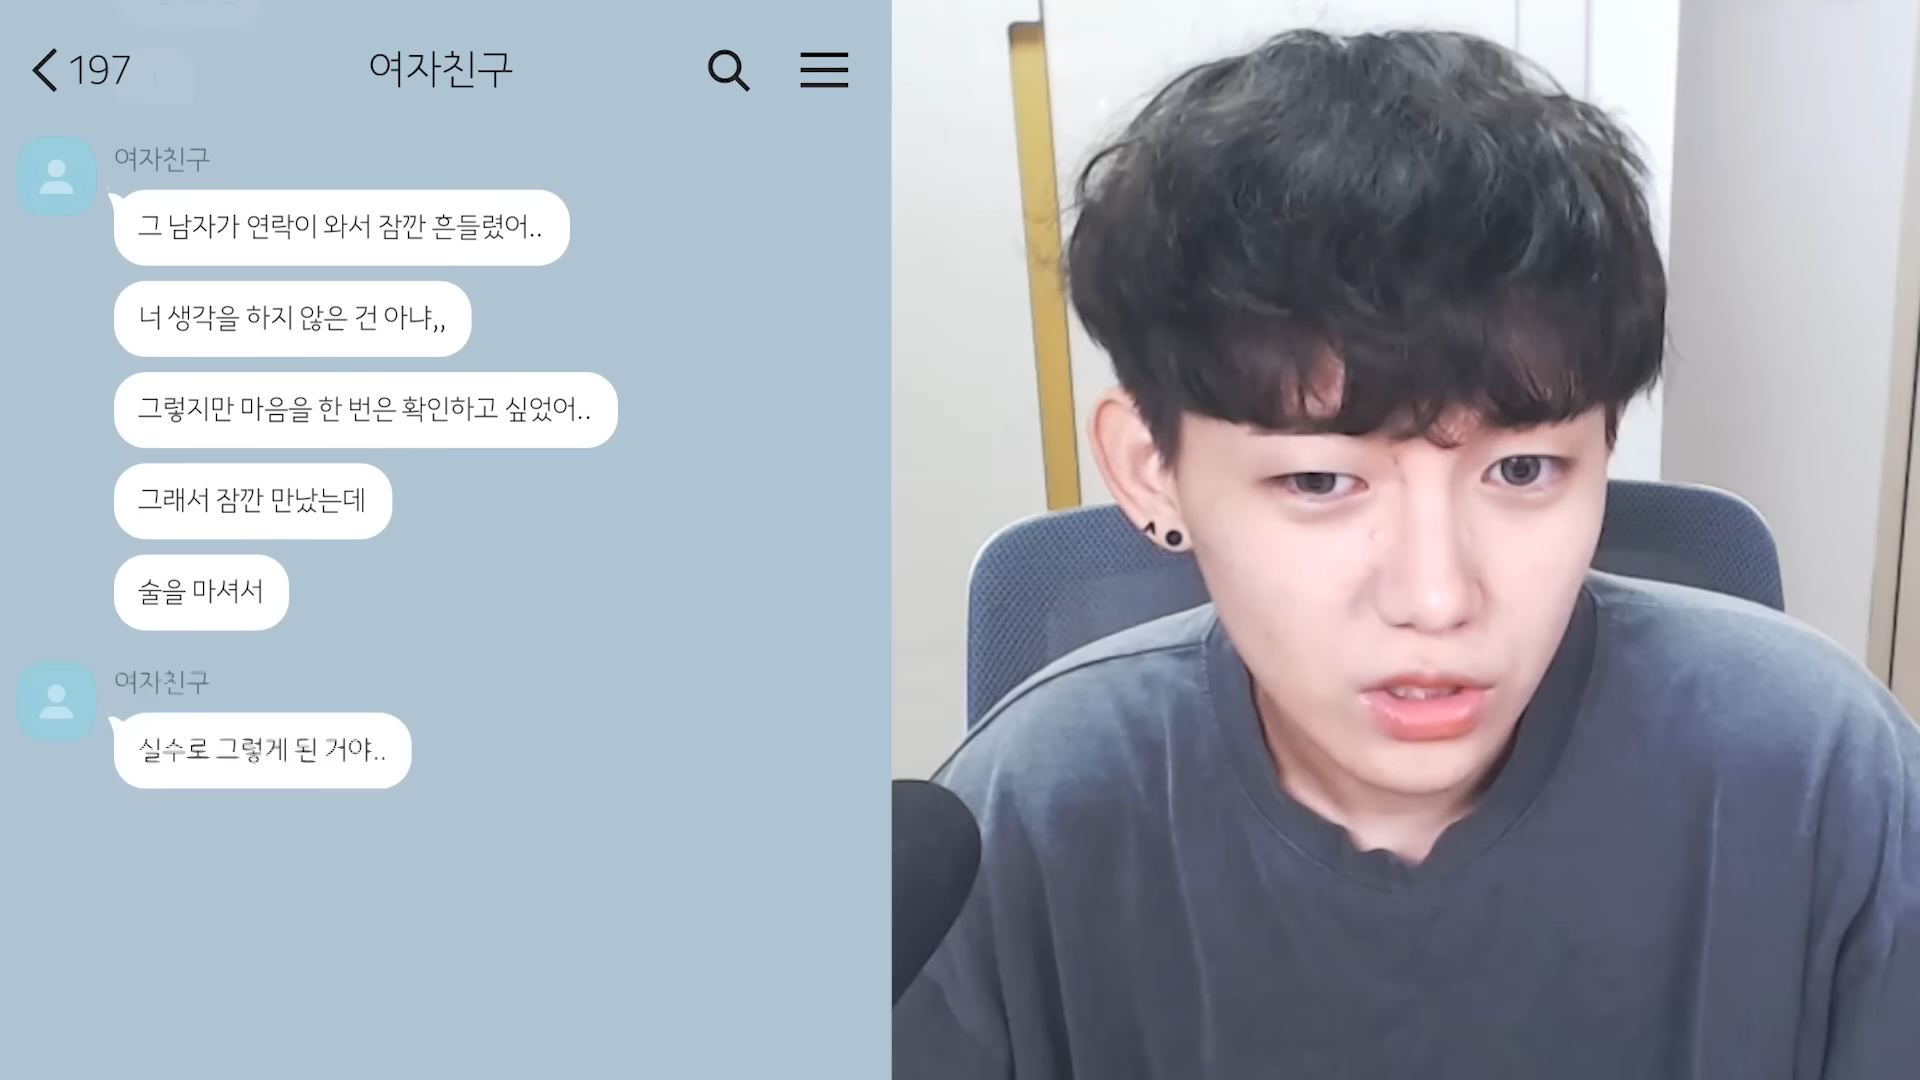 197
여자친구
여자친구
그 남자가 연락이 와서 잠깐 흔들렸어..
너 생각을 하지 않은 건 아냐,,
그렇지만 마음을 한 번은 확인하고 싶었어..
그래서 잠깐 만났는데
술을 마셔서
여자친구
실수로 그렇게 된 거야..